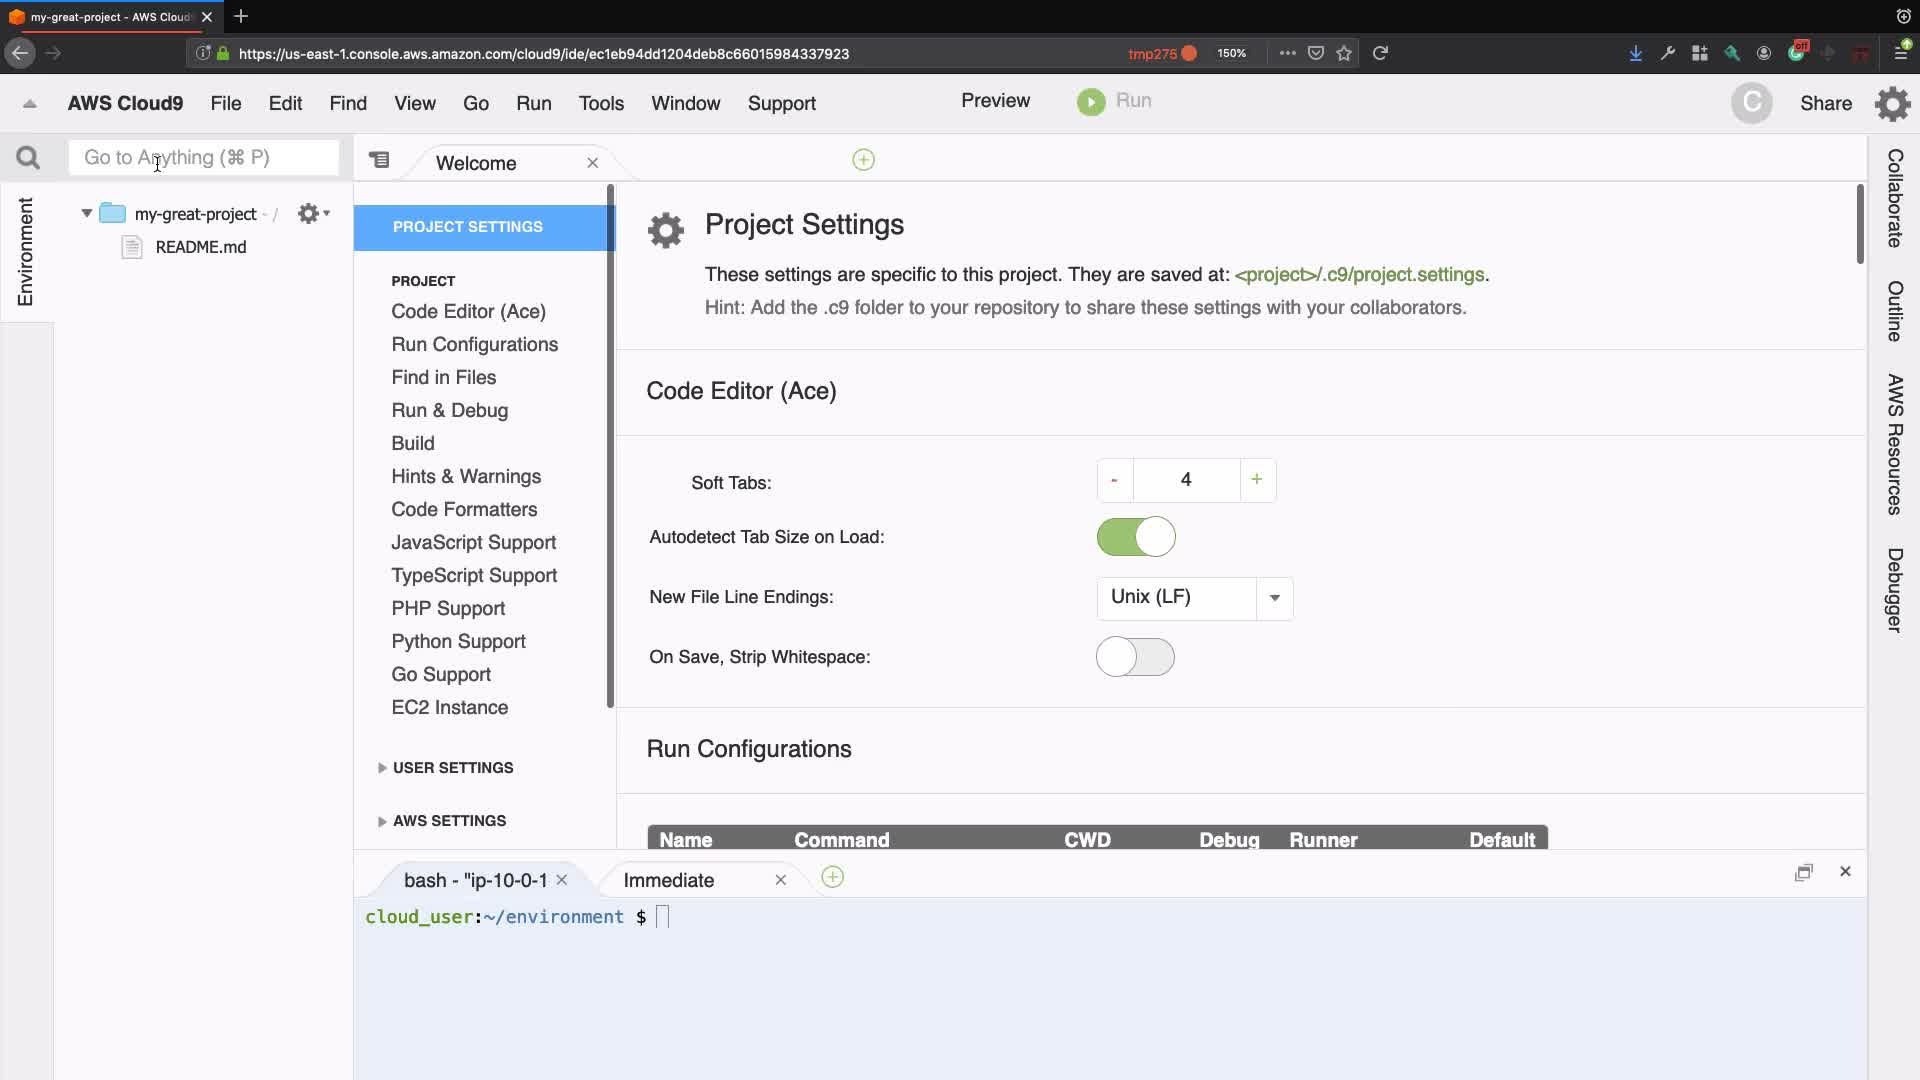 my-great-project - AWS Cloud
https://us-east-1.console.aws.amazon.com/cloud9/ide/ec1eb94dd1204deb8c66015984337923
tmp275
150%
off
AWS Cloud9 File Edit Find View Go Run Tools Window Support Preview Run C Share
Go to Anything (⌘ P)
Welcome
Environment
my-great-project - /
README.md
PROJECT SETTINGS
PROJECT
Code Editor (Ace)
Run Configurations
Find in Files
Run & Debug
Build
Hints & Warnings
Code Formatters
JavaScript Support
TypeScript Support
PHP Support
Python Support
Go Support
EC2 Instance
USER SETTINGS
AWS SETTINGS
Project Settings
These settings are specific to this project. They are saved at: <project>/.c9/project.settings.
Hint: Add the .c9 folder to your repository to share these settings with your collaborators.
Code Editor (Ace)
Soft Tabs: - 4 +
Autodetect Tab Size on Load:
New File Line Endings: Unix (LF)
On Save, Strip Whitespace:
Run Configurations
Name Command CWD Debug Runner Default
bash - "ip-10-0-1 Immediate
cloud_user:~/environment $
Collaborate
Outline
AWS Resources
Debugger